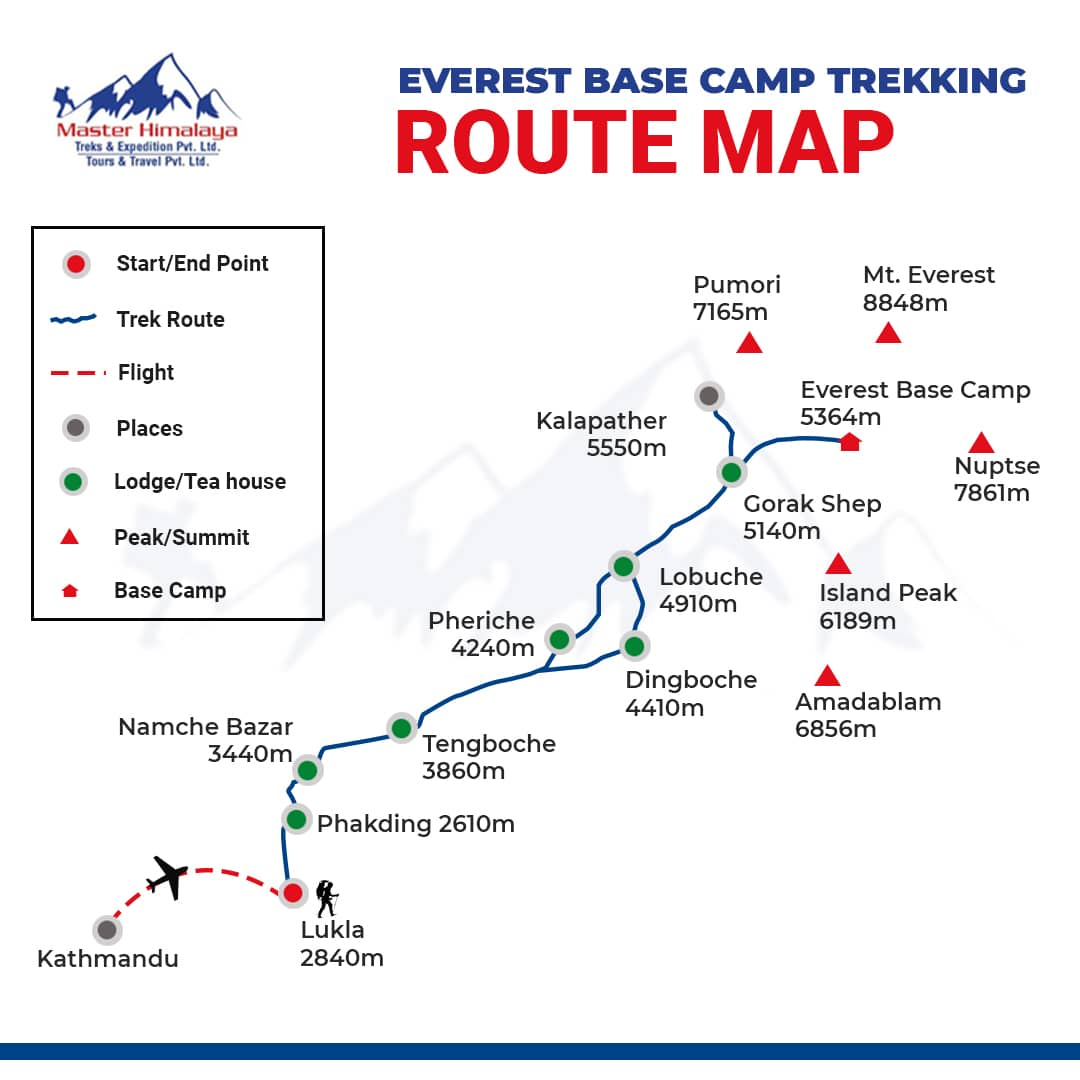 Master Himalaya
Treks & Expedition Pvt. Ltd.
Tours & Travel Pvt. Ltd.
EVEREST BASE CAMP TREKKING
ROUTE MAP
Start/End Point
Trek Route
Flight
Places
Lodge/Tea house
Peak/Summit
Base Camp
Pumori
7165m
Mt. Everest
8848m
Kalapather
5550m
Everest Base Camp
5364m
Nuptse
7861m
Gorak Shep
5140m
Lobuche
4910m
Island Peak
6189m
Pheriche
4240m
Dingboche
4410m
Amadablam
6856m
Namche Bazar
3440m
Tengboche
3860m
Phakding 2610m
Lukla
2840m
Kathmandu